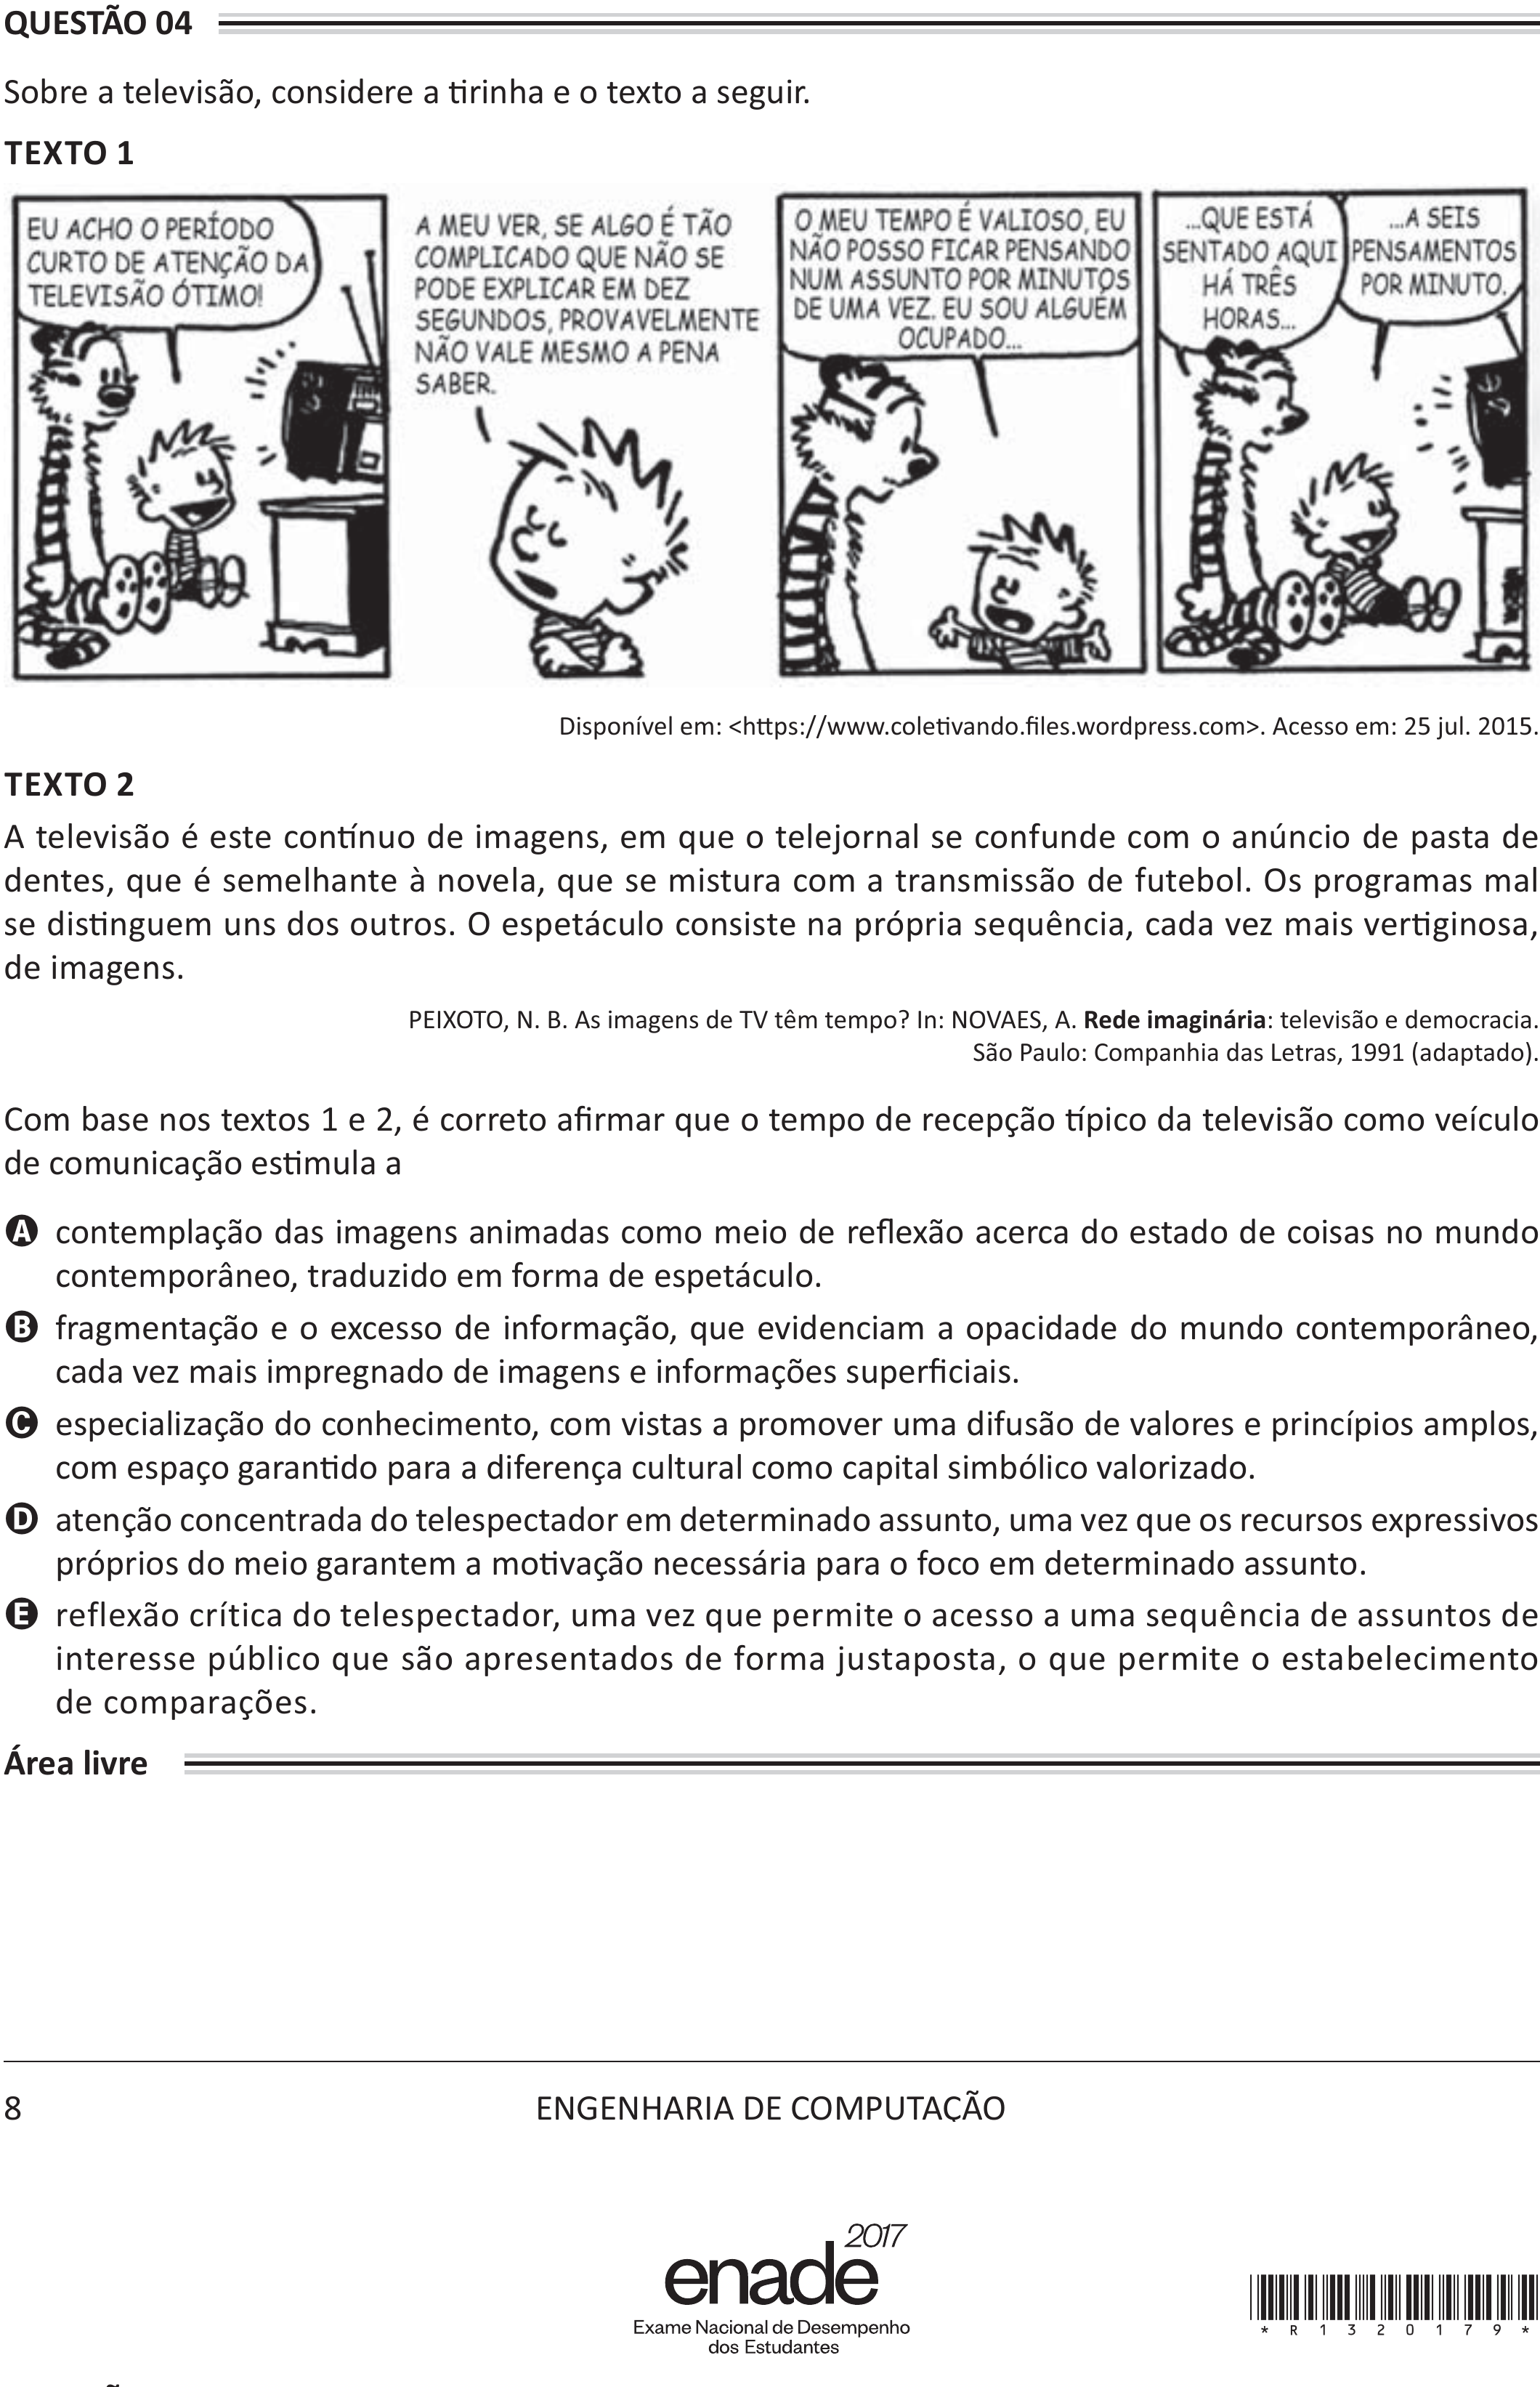 QUESTÃO 04
Sobre a televisão, considere a tirinha e o texto a seguir.
TEXTO 1
EU ACHO O PERÍODO
CURTO DE ATENÇÃO DA
TELEVISÃO ÓTIMO!
A MEU VER, SE ALGO É TÃO
COMPLICADO QUE NÃO SE
PODE EXPLICAR EM DEZ
SEGUNDOS, PROVAVELMENTE
NÃO VALE MESMO A PENA
SABER.
O MEU TEMPO É VALIOSO, EU
NÃO POSSO FICAR PENSANDO
NUM ASSUNTO POR MINUTOS
DE UMA VEZ. EU SOU ALGUÉM
OCUPADO...
...QUE ESTÁ
SENTADO AQUI
HÁ TRÊS
HORAS...
...A SEIS
PENSAMENTOS
POR MINUTO.
Disponível em: <https://www.coletivando.files.wordpress.com>. Acesso em: 25 jul. 2015.
TEXTO 2
A televisão é este contínuo de imagens, em que o telejornal se confunde com o anúncio de pasta de
dentes, que é semelhante à novela, que se mistura com a transmissão de futebol. Os programas mal
se distinguem uns dos outros. O espetáculo consiste na própria sequência, cada vez mais vertiginosa,
de imagens.
PEIXOTO, N. B. As imagens de TV têm tempo? In: NOVAES, A. Rede imaginária: televisão e democracia.
São Paulo: Companhia das Letras, 1991 (adaptado).
Com base nos textos 1 e 2, é correto afirmar que o tempo de recepção típico da televisão como veículo
de comunicação estimula a
A contemplação das imagens animadas como meio de reflexão acerca do estado de coisas no mundo
contemporâneo, traduzido em forma de espetáculo.
B fragmentação e o excesso de informação, que evidenciam a opacidade do mundo contemporâneo,
cada vez mais impregnado de imagens e informações superficiais.
C especialização do conhecimento, com vistas a promover uma difusão de valores e princípios amplos,
com espaço garantido para a diferença cultural como capital simbólico valorizado.
D atenção concentrada do telespectador em determinado assunto, uma vez que os recursos expressivos
próprios do meio garantem a motivação necessária para o foco em determinado assunto.
E reflexão crítica do telespectador, uma vez que permite o acesso a uma sequência de assuntos de
interesse público que são apresentados de forma justaposta, o que permite o estabelecimento
de comparações.
Área livre
8
ENGENHARIA DE COMPUTAÇÃO
2017
enade
Exame Nacional de Desempenho
dos Estudantes
* R 1 3 2 0 1 7 9 *